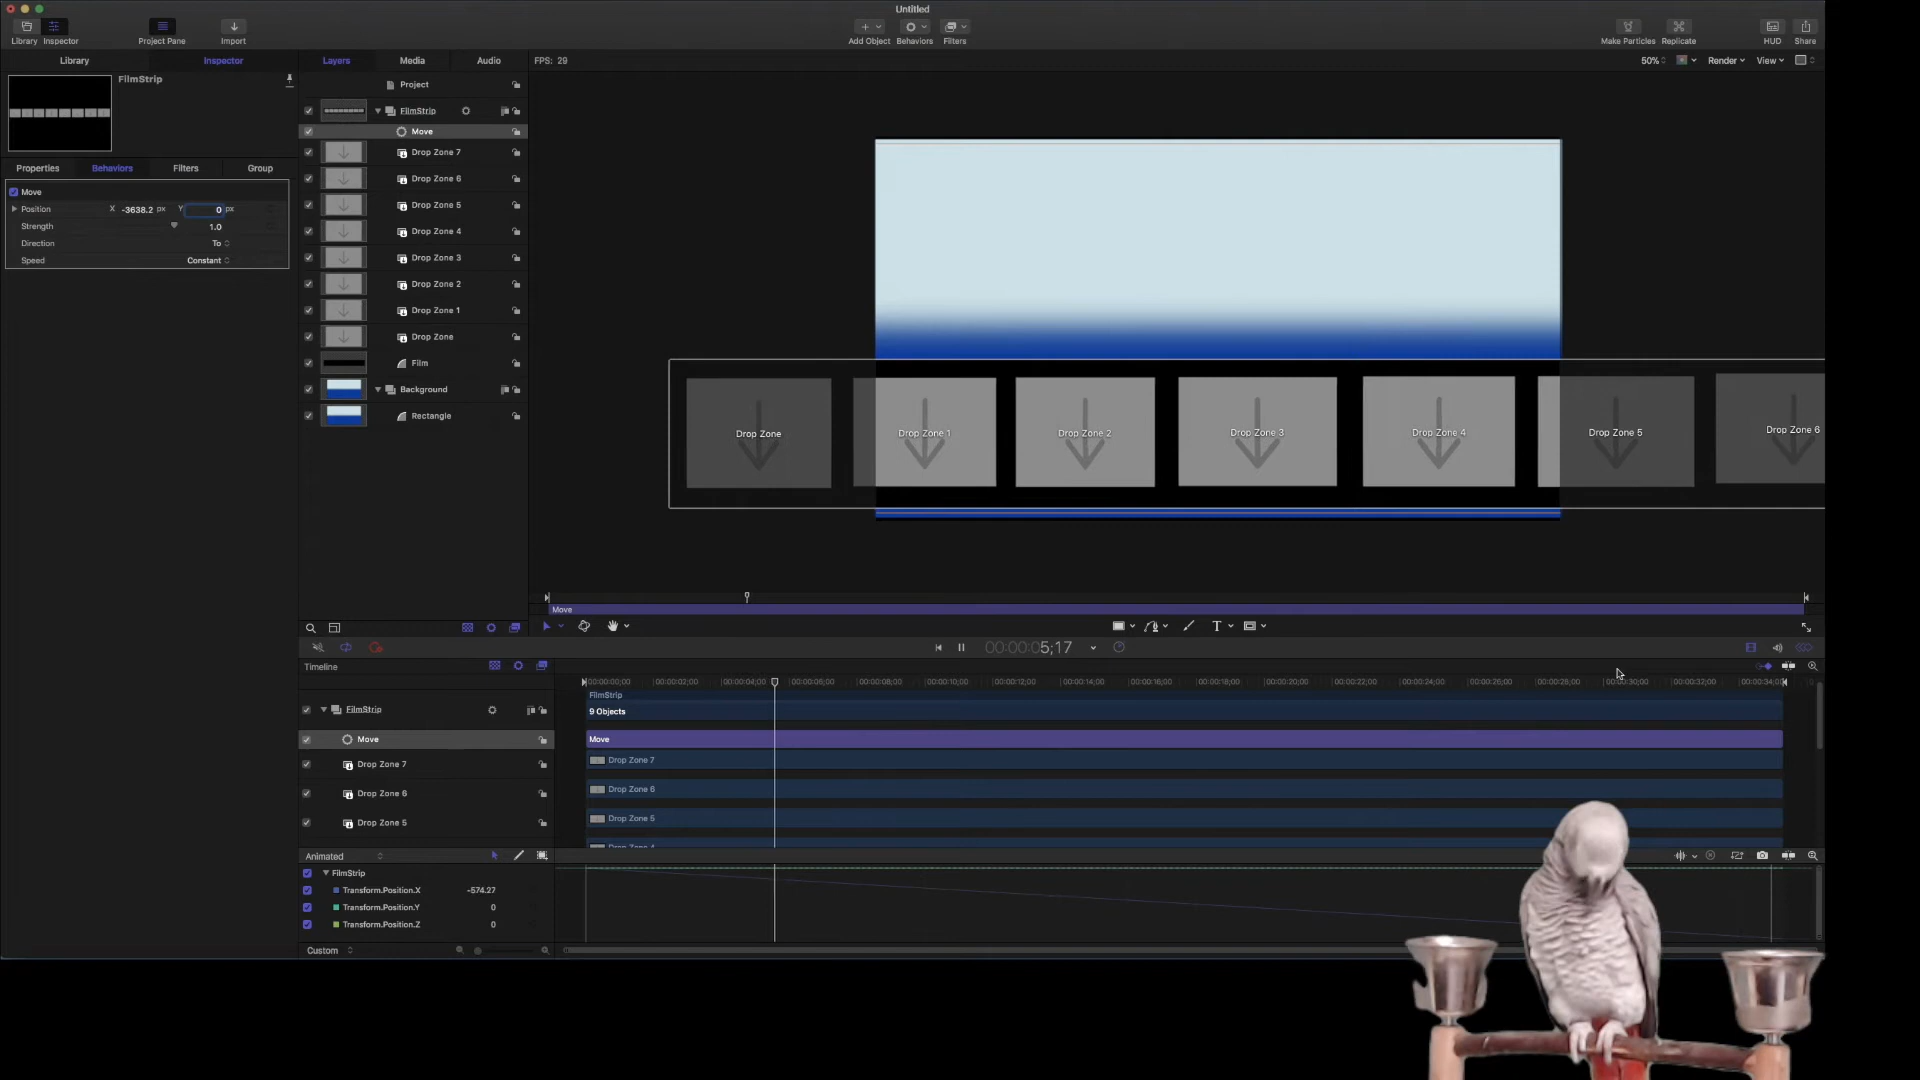 Untitled
Library
Inspector
Project Pane
Import
Add Object
Behaviors
Filters
Make Particles
Replicate
HUD
Share
Library
Inspector
Layers
Media
Audio
FPS: 29
50%
Render
View
FilmStrip
Properties
Behaviors
Filters
Group
Move
Position X -3638.2 px Y 0 px
Strength 1.0
Direction To
Speed Constant
Project
FilmStrip
Move
Drop Zone 7
Drop Zone 6
Drop Zone 5
Drop Zone 4
Drop Zone 3
Drop Zone 2
Drop Zone 1
Drop Zone
Film
Background
Rectangle
Drop Zone
Drop Zone 1
Drop Zone 2
Drop Zone 3
Drop Zone 4
Drop Zone 5
Drop Zone 6
Move
T
00:00:05;17
Timeline
00:00:00;00 00:00:02;00 00:00:04;00 00:00:06;00 00:00:08;00 00:00:10;00 00:00:12;00 00:00:14;00 00:00:16;00 00:00:18;00 00:00:20;00 00:00:22;00 00:00:24;00 00:00:26;00 00:00:28;00 00:00:30;00 00:00:32;00
FilmStrip
9 Objects
FilmStrip
Move
Move
Drop Zone 7
Drop Zone 7
Drop Zone 6
Drop Zone 6
Drop Zone 5
Drop Zone 5
Animated
FilmStrip
Transform.Position.X -574.27
Transform.Position.Y 0
Transform.Position.Z 0
Custom